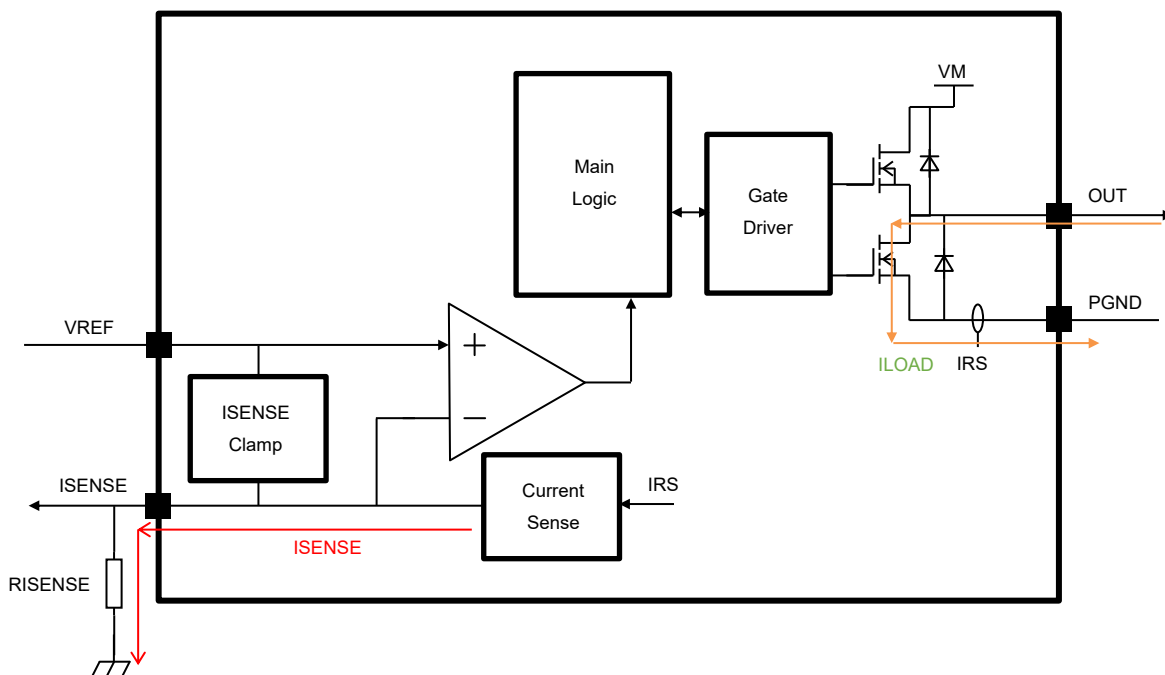 VM
Main
Logic
Gate
Driver
OUT
PGND
VREF
ILOAD
IRS
ISENSE
Clamp
ISENSE
Current
Sense
IRS
ISENSE
RISENSE